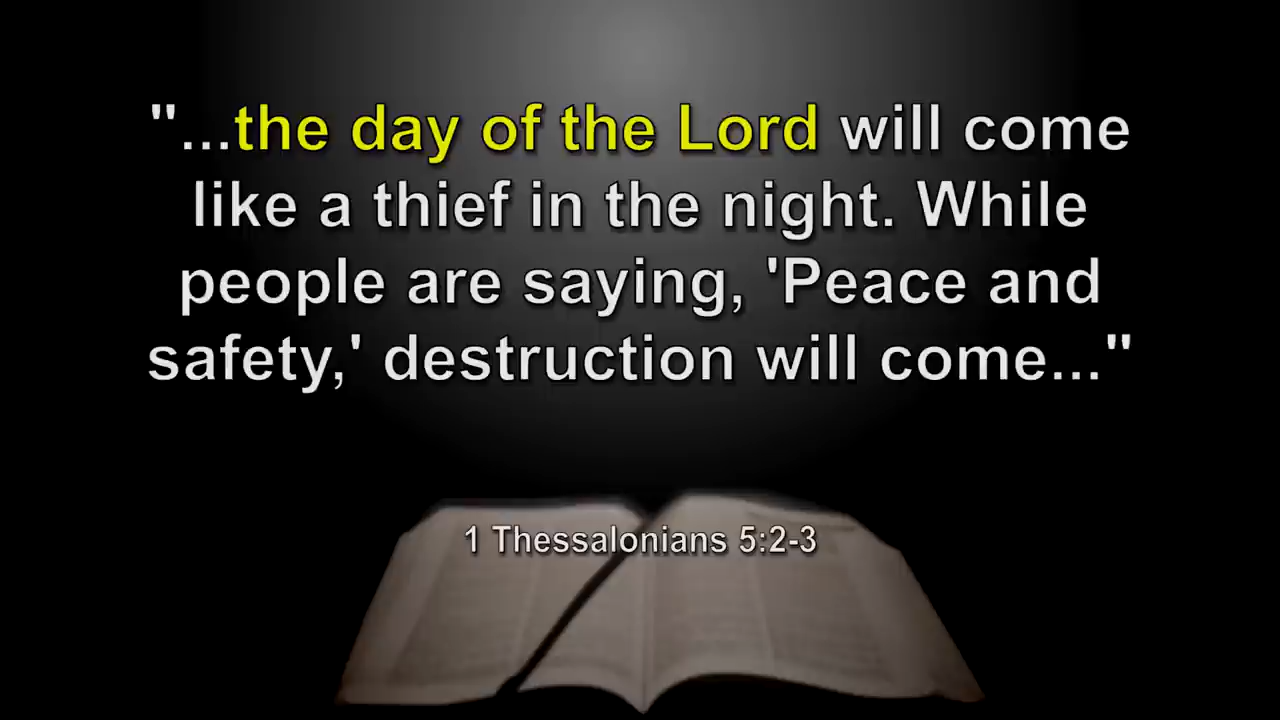 "...the day of the Lord will come
like a thief in the night. While
people are saying, 'Peace and
safety,' destruction will come..."
1 Thessalonians 5:2-3